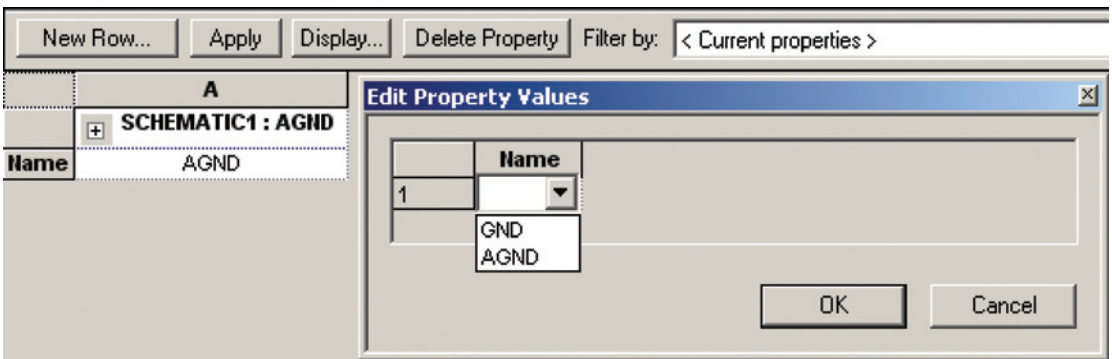 New Row... Apply Display... Delete Property Filter by: < Current properties >
A
SCHEMATIC1 : AGND
Name AGND
Edit Property Values
Name
1
GND
AGND
OK Cancel